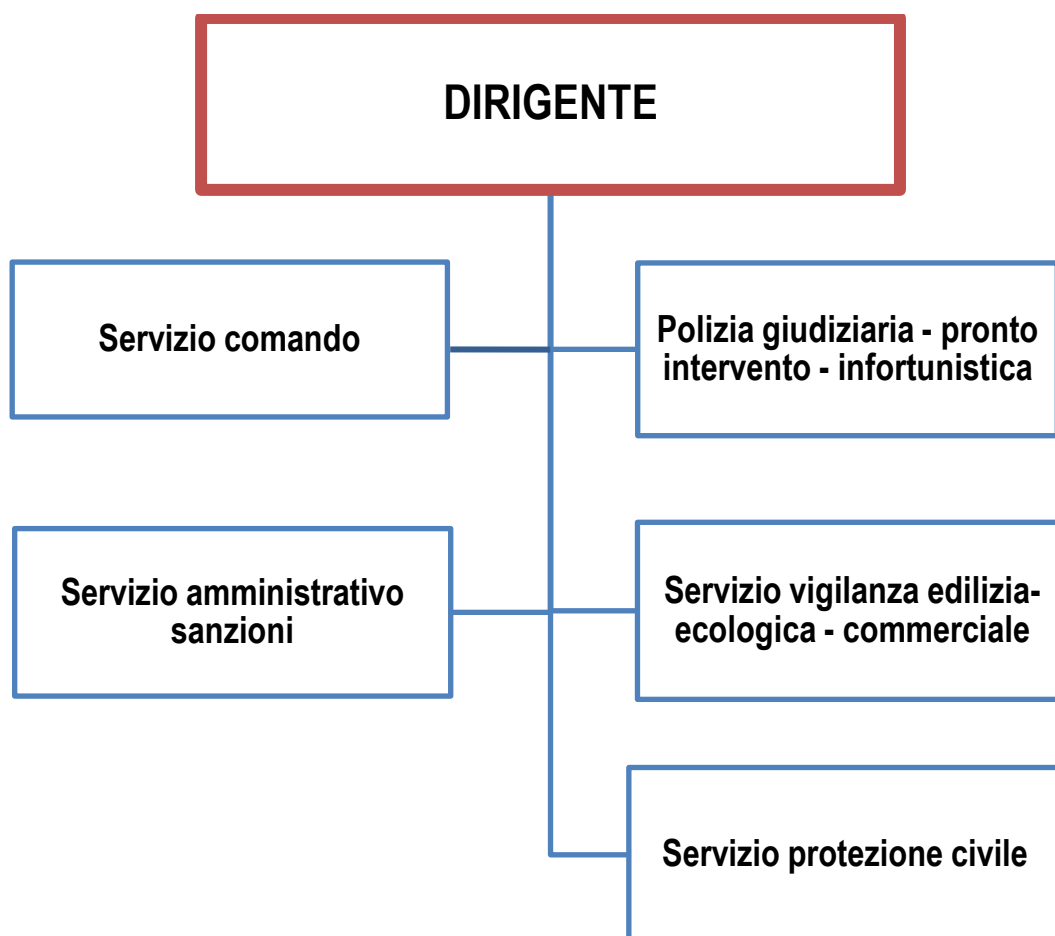 DIRIGENTE
Servizio comando
Polizia giudiziaria - pronto
intervento - infortunistica
Servizio amministrativo
sanzioni
Servizio vigilanza edilizia-
ecologica - commerciale
Servizio protezione civile